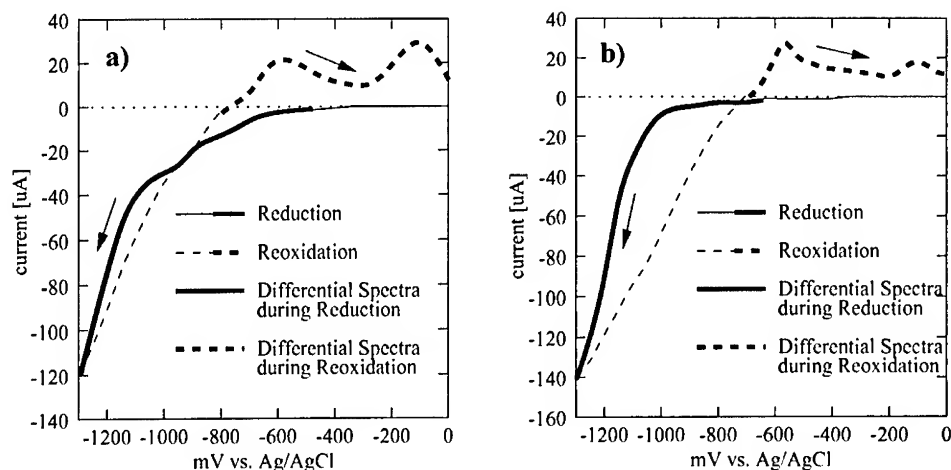 a)
40
20
0
-20
-40
-60
-80
-100
-120
-140
current [uA]
Reduction
Reoxidation
Differential Spectra
during Reduction
Differential Spectra
during Reoxidation
-1200 -1000 -800 -600 -400 -200 0
mV vs. Ag/AgCl
b)
40
20
0
-20
-40
-60
-80
-100
-120
-140
-160
current [uA]
Reduction
Reoxidation
Differential Spectra
during Reduction
Differential Spectra
during Reoxidation
-1200 -1000 -800 -600 -400 -200 0
mV vs. Ag/AgCl